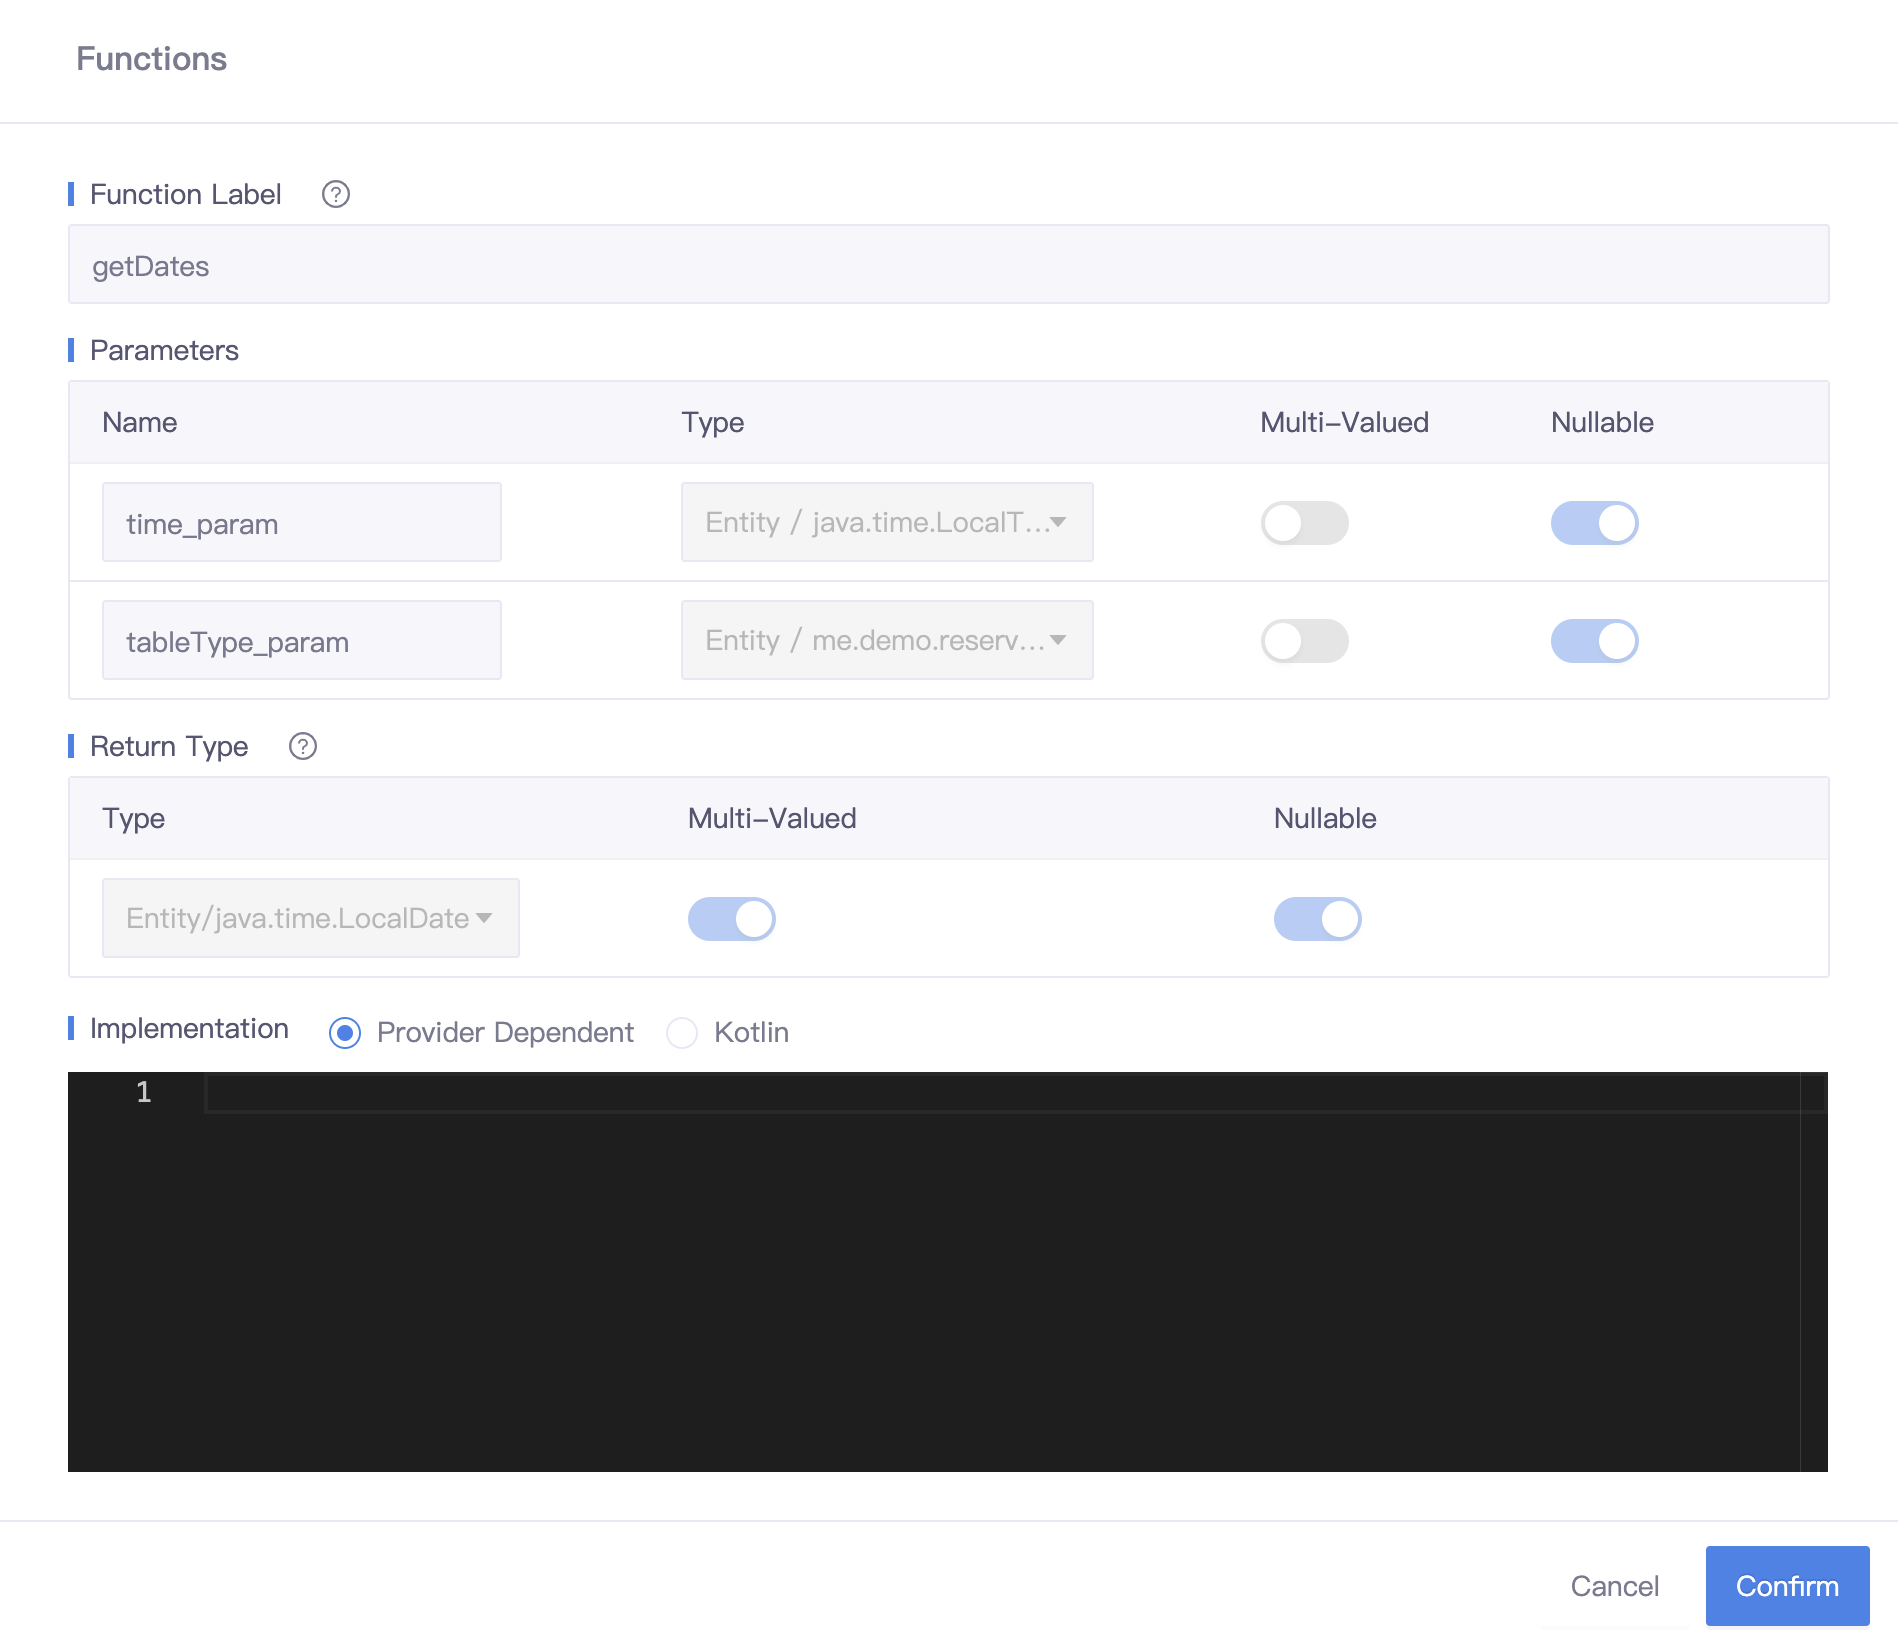 Functions
Function Label ?
getDates
Parameters
Name Type Multi-Valued Nullable
time_param Entity / java.time.LocalT...
tableType_param Entity / me.demo.reserv...
Return Type ?
Type Multi-Valued Nullable
Entity/java.time.LocalDate
Implementation Provider Dependent Kotlin
1
Cancel Confirm